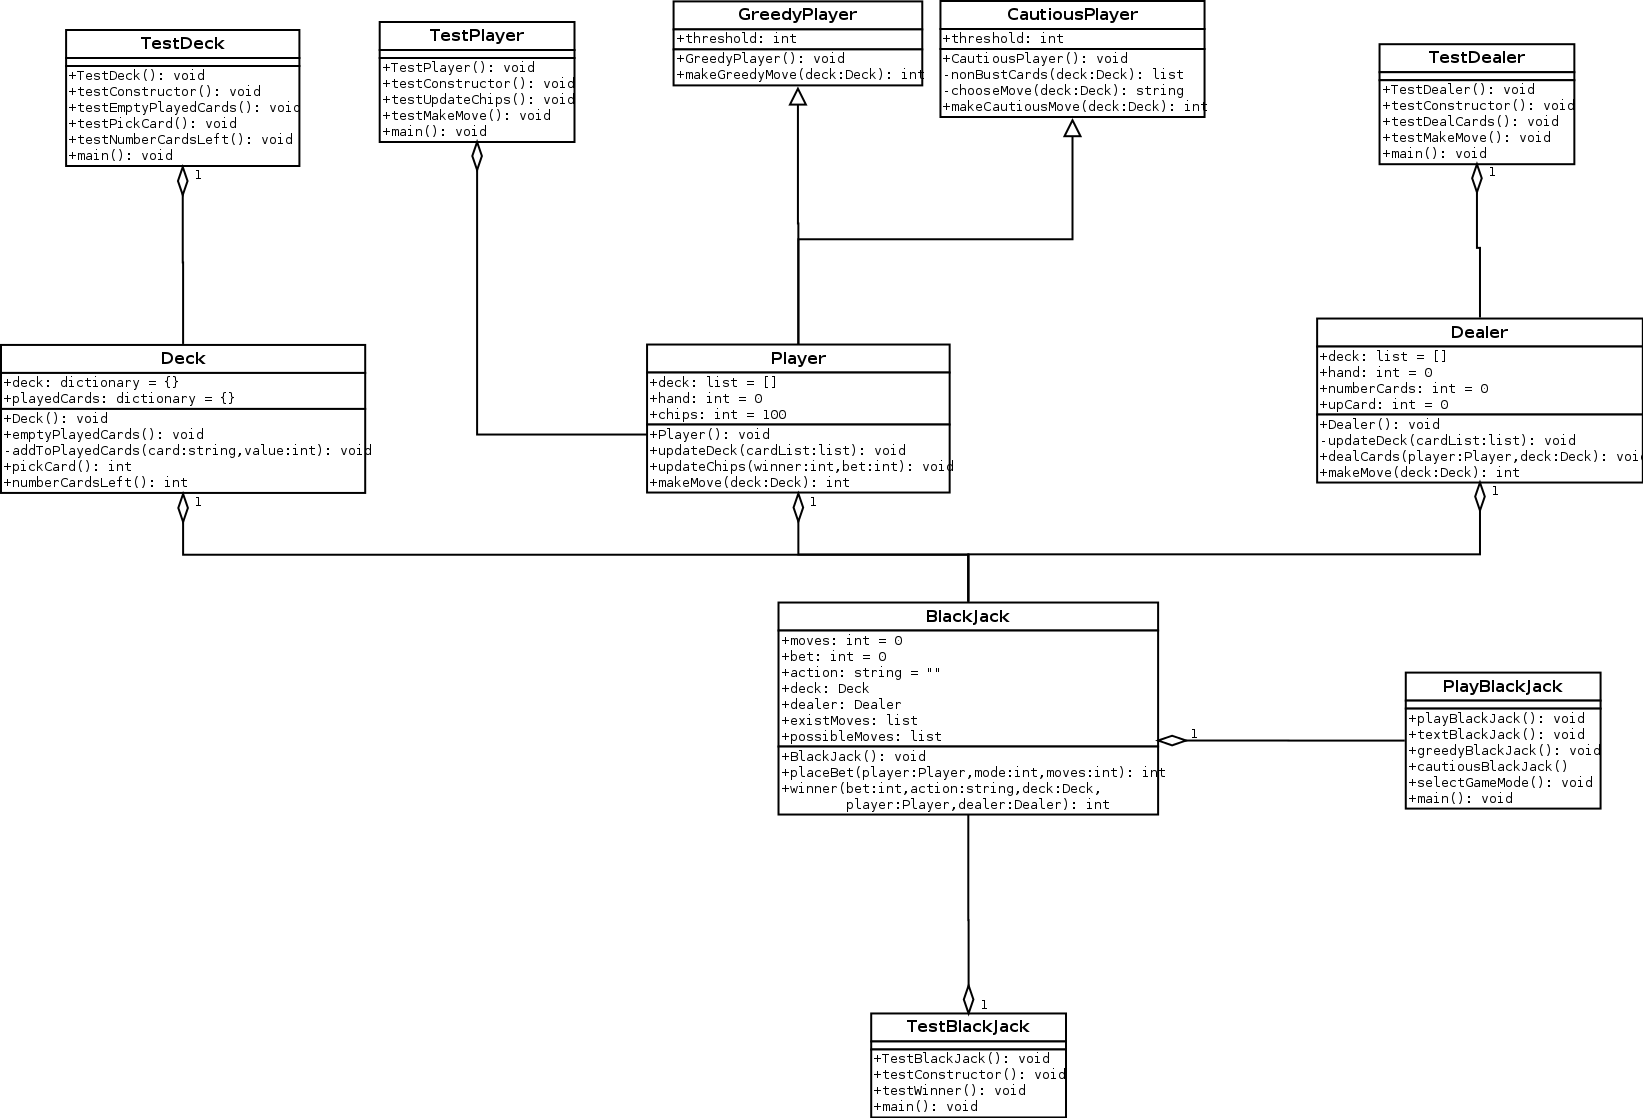 TestDeck
+TestDeck(): void
+testConstructor(): void
+testEmptyPlayedCards(): void
+testPickCard(): void
+testNumberCardsLeft(): void
+main(): void
1
TestPlayer
+TestPlayer(): void
+testConstructor(): void
+testUpdateChips(): void
+testMakeMove(): void
+main(): void
GreedyPlayer
+threshold: int
+GreedyPlayer(): void
+makeGreedyMove(deck:Deck): int
CautiousPlayer
+threshold: int
+CautiousPlayer(): void
-nonBustCards(deck:Deck): list
-chooseMove(deck:Deck): string
+makeCautiousMove(deck:Deck): int
TestDealer
+TestDealer(): void
+testConstructor(): void
+testDealCards(): void
+testMakeMove(): void
+main(): void
1
Deck
+deck: dictionary = {}
+playedCards: dictionary = {}
+Deck(): void
+emptyPlayedCards(): void
-addToPlayedCards(card:string,value:int): void
+pickCard(): int
+numberCardsLeft(): int
1
Player
+deck: list = []
+hand: int = 0
+chips: int = 100
+Player(): void
+updateDeck(cardList:list): void
+updateChips(winner:int,bet:int): void
+makeMove(deck:Deck): int
1
Dealer
+deck: list = []
+hand: int = 0
+numberCards: int = 0
+upCard: int = 0
+Dealer(): void
-updateDeck(cardList:list): void
+dealCards(player:Player,deck:Deck): void
+makeMove(deck:Deck): int
1
BlackJack
+moves: int = 0
+bet: int = 0
+action: string = ""
+deck: Deck
+dealer: Dealer
+existMoves: list
+possibleMoves: list
+BlackJack(): void
+placeBet(player:Player,mode:int,moves:int): int
+winner(bet:int,action:string,deck:Deck,
player:Player,dealer:Dealer): int
1
PlayBlackJack
+playBlackJack(): void
+textBlackJack(): void
+greedyBlackJack(): void
+cautiousBlackJack()
+selectGameMode(): void
+main(): void
1
TestBlackJack
+TestBlackJack(): void
+testConstructor(): void
+testWinner(): void
+main(): void